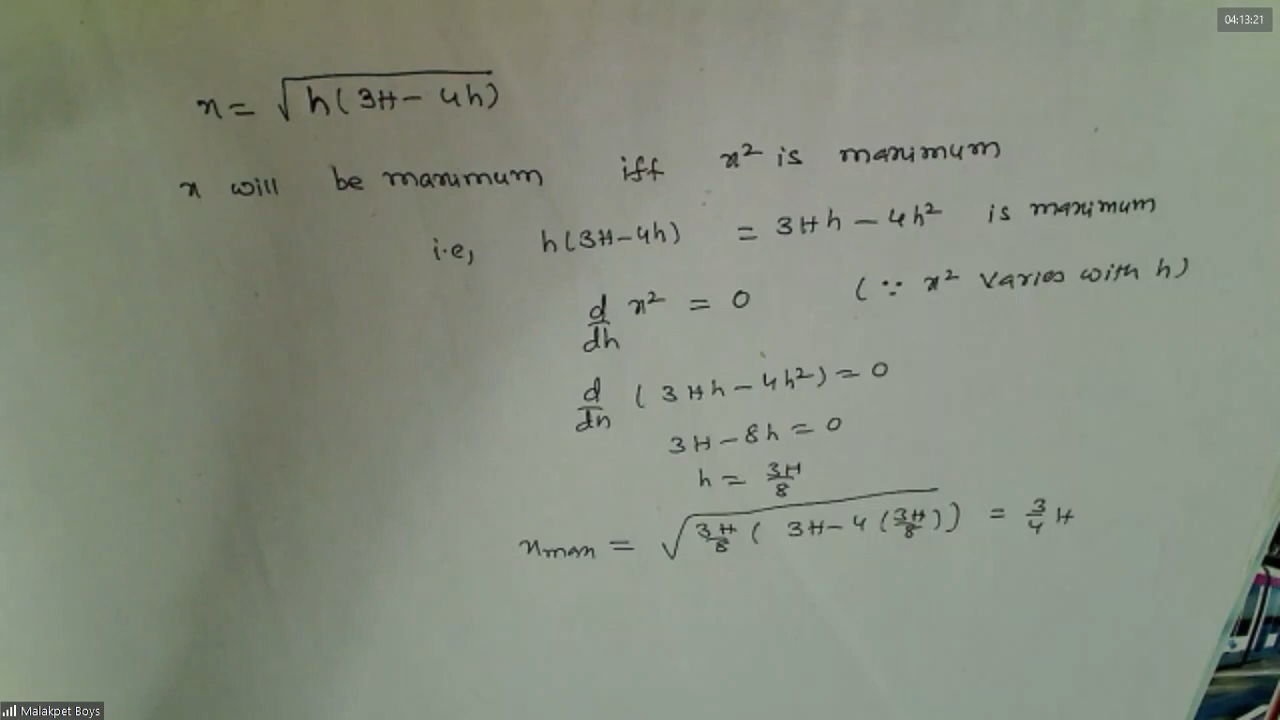 04:13:21
x = √h(3H - 4h)
x will be maximum iff x² is maximum
i.e, h(3H-4h) = 3Hh - 4h² is maximum
d/dh x² = 0 (∵ x² varies with h)
d/dh (3Hh - 4h²) = 0
3H - 8h = 0
h = 3H/8
xmax = √3H/8 (3H - 4(3H/8)) = 3/4 H
Malakpet Boys